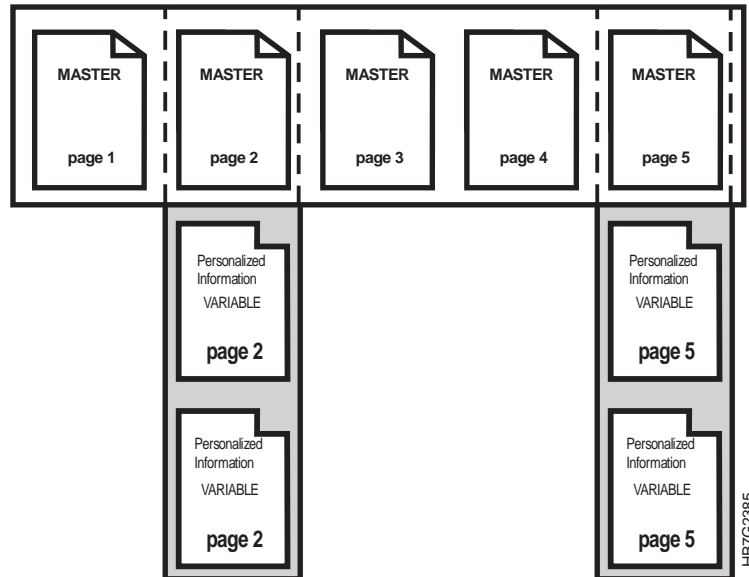 MASTER
page 1
MASTER
page 2
MASTER
page 3
MASTER
page 4
MASTER
page 5
Personalized
Information
VARIABLE
page 2
Personalized
Information
VARIABLE
page 5
Personalized
Information
VARIABLE
page 2
Personalized
Information
VARIABLE
page 5
HB7G2385